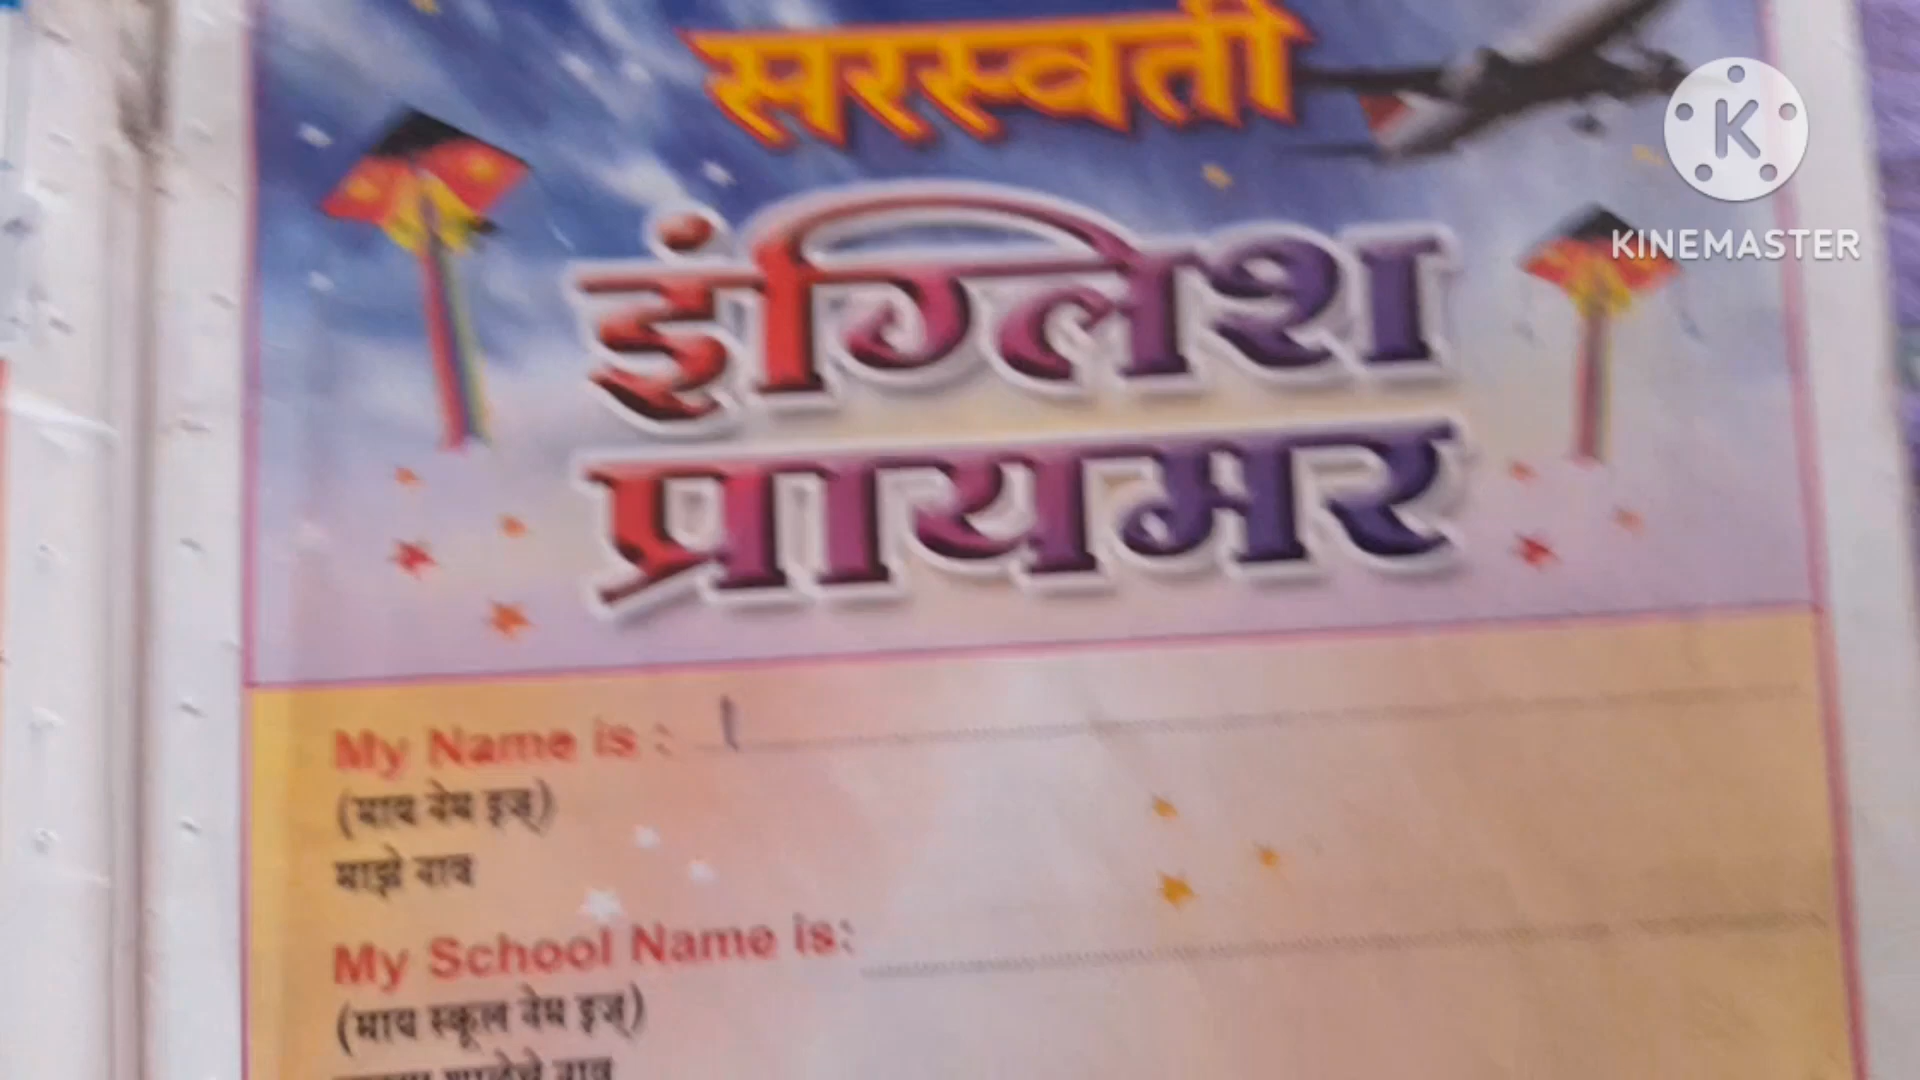 सरस्वती
K
KINEMASTER
इंग्लिश
प्रायमर
My Name is :
(माय नेम इज्)
माझे नाव
My School Name is:
(माय स्कूल नेम इज्)
शाळेचे नाव